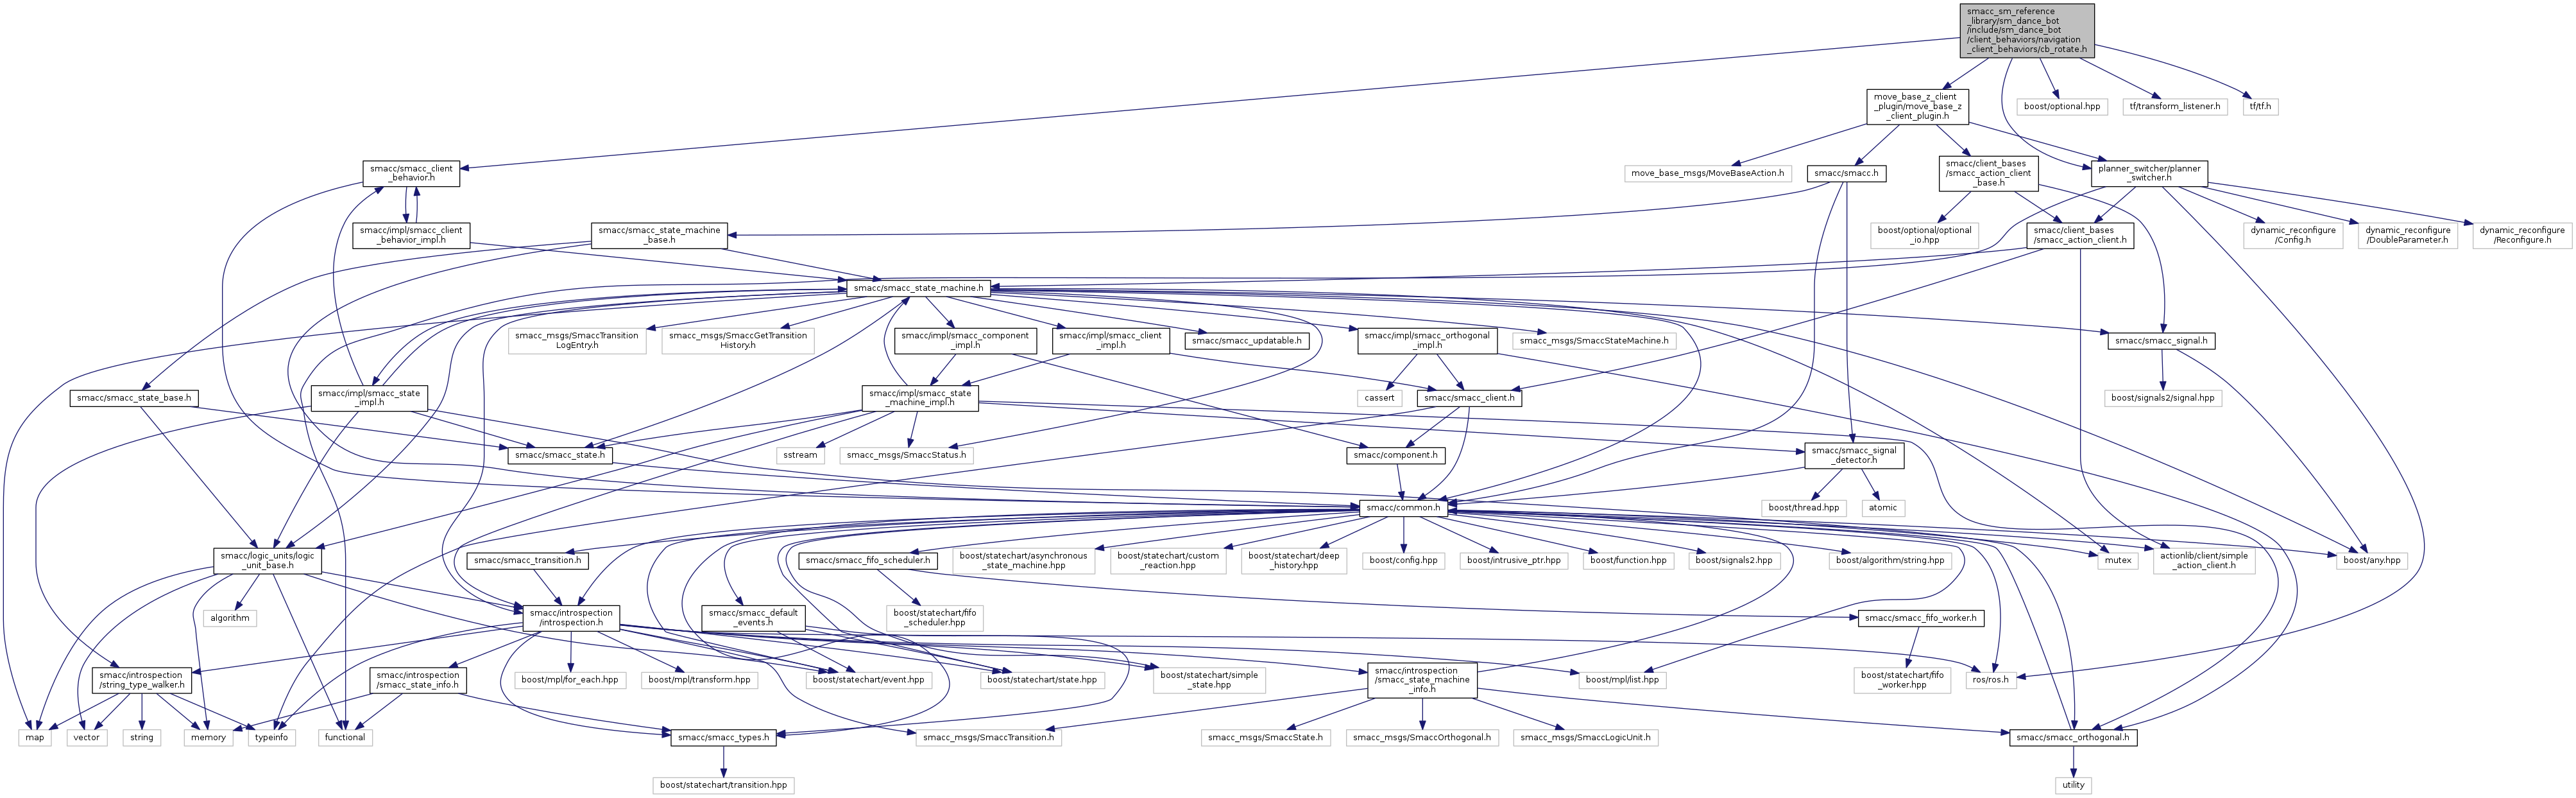 smacc_sm_reference
_library/sm_dance_bot
/include/sm_dance_bot
/client_behaviors/navigation
_client_behaviors/cb_rotate.h
move_base_z_client
_plugin/move_base_z
_client_plugin.h
boost/optional.hpp
tf/transform_listener.h
tf/tf.h
smacc/smacc_client
_behavior.h
move_base_msgs/MoveBaseAction.h
smacc/smacc.h
smacc/client_bases
/smacc_action_client
_base.h
planner_switcher/planner
_switcher.h
smacc/impl/smacc_client
_behavior_impl.h
smacc/smacc_state_machine
_base.h
boost/optional/optional
_io.hpp
smacc/client_bases
/smacc_action_client.h
dynamic_reconfigure
/Config.h
dynamic_reconfigure
/DoubleParameter.h
dynamic_reconfigure
/Reconfigure.h
smacc/smacc_state_machine.h
smacc_msgs/SmaccTransition
LogEntry.h
smacc_msgs/SmaccGetTransition
History.h
smacc/impl/smacc_component
_impl.h
smacc/impl/smacc_client
_impl.h
smacc/smacc_updatable.h
smacc/impl/smacc_orthogonal
_impl.h
smacc_msgs/SmaccStateMachine.h
smacc/smacc_signal.h
smacc/smacc_state_base.h
smacc/impl/smacc_state
_impl.h
smacc/impl/smacc_state
_machine_impl.h
cassert
smacc/smacc_client.h
boost/signals2/signal.hpp
smacc/smacc_state.h
sstream
smacc_msgs/SmaccStatus.h
smacc/component.h
smacc/smacc_signal
_detector.h
smacc/common.h
boost/thread.hpp
atomic
smacc/logic_units/logic
_unit_base.h
smacc/smacc_transition.h
smacc/smacc_fifo_scheduler.h
boost/statechart/asynchronous
_state_machine.hpp
boost/statechart/custom
_reaction.hpp
boost/statechart/deep
_history.hpp
boost/config.hpp
boost/intrusive_ptr.hpp
boost/function.hpp
boost/signals2.hpp
boost/algorithm/string.hpp
mutex
actionlib/client/simple
_action_client.h
boost/any.hpp
algorithm
smacc/introspection
/introspection.h
smacc/smacc_default
_events.h
boost/statechart/fifo
_scheduler.hpp
smacc/smacc_fifo_worker.h
smacc/introspection
/string_type_walker.h
smacc/introspection
/smacc_state_info.h
boost/mpl/for_each.hpp
boost/mpl/transform.hpp
boost/statechart/event.hpp
boost/statechart/state.hpp
boost/statechart/simple
_state.hpp
smacc/introspection
/smacc_state_machine
_info.h
boost/mpl/list.hpp
boost/statechart/fifo
_worker.hpp
ros/ros.h
map
vector
string
memory
typeinfo
functional
smacc/smacc_types.h
smacc_msgs/SmaccTransition.h
smacc_msgs/SmaccState.h
smacc_msgs/SmaccOrthogonal.h
smacc_msgs/SmaccLogicUnit.h
smacc/smacc_orthogonal.h
boost/statechart/transition.hpp
utility